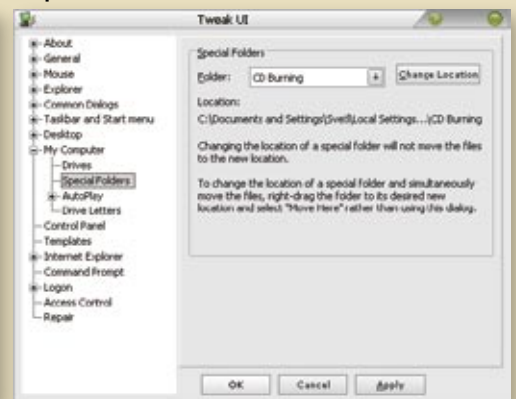 Tweak UI
About
General
Mouse
Explorer
Common Dialogs
Taskbar and Start menu
Desktop
My Computer
Drives
Special Folders
AutoPlay
Drive Letters
Control Panel
Templates
Internet Explorer
Command Prompt
Logon
Access Control
Repair
Special Folders
Folder: CD Burning Change Location
Location:
C:\Documents and Settings\Sverli\Local Settings...\CD Burning
Changing the location of a special folder will not move the files
to the new location.
To change the location of a special folder and simultaneously
move the files, right-drag the folder to its desired new
location and select "Move Here" rather than using this dialog.
OK Cancel Apply